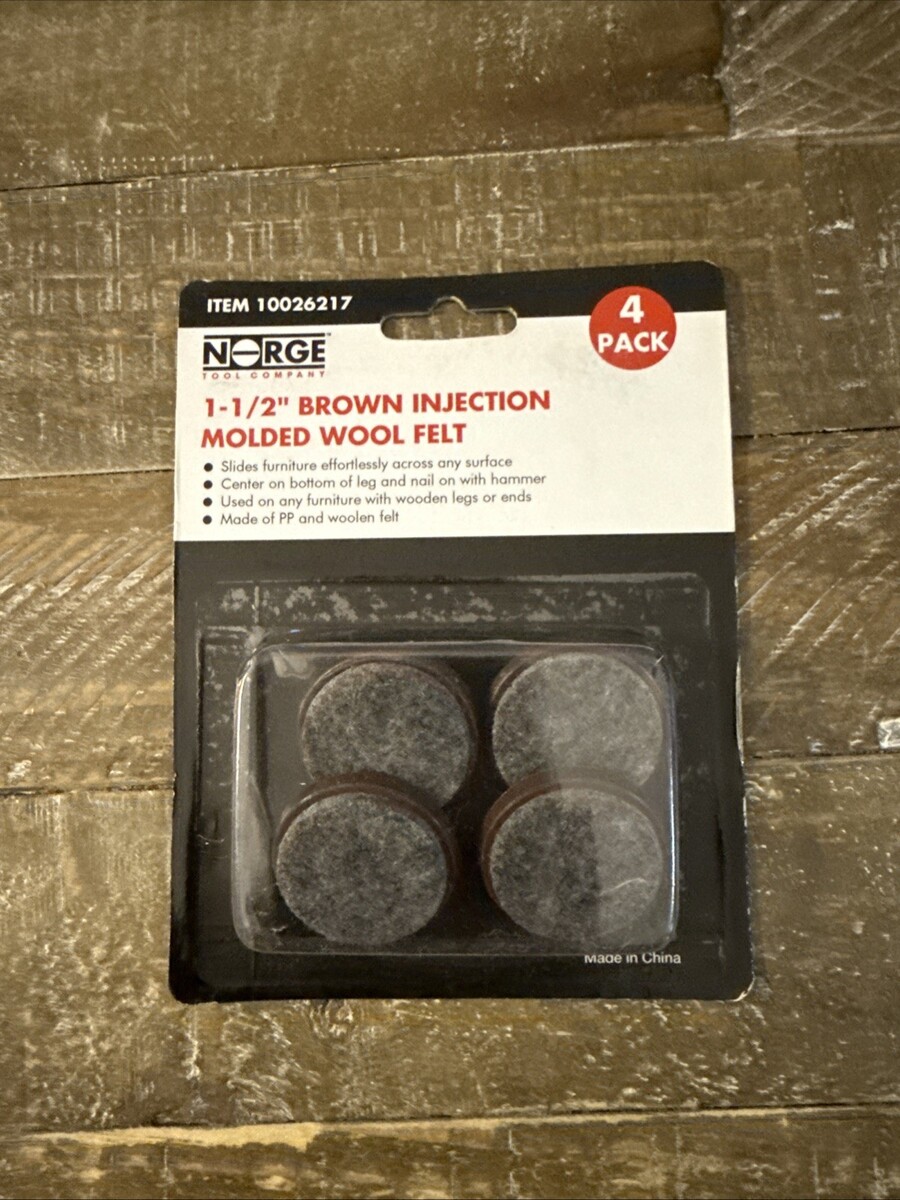 ITEM 10026217
4
PACK
NORGE™
TOOL COMPANY
1-1/2" BROWN INJECTION
MOLDED WOOL FELT
● Slides furniture effortlessly across any surface
● Center on bottom of leg and nail on with hammer
● Used on any furniture with wooden legs or ends
● Made of PP and woolen felt
Made in China